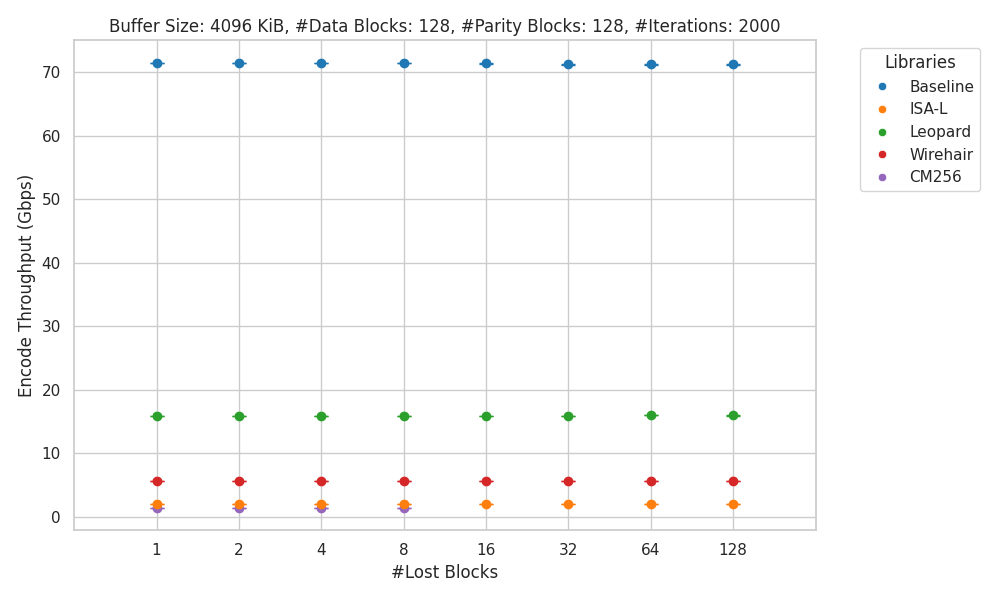 Buffer Size: 4096 KiB, #Data Blocks: 128, #Parity Blocks: 128, #Iterations: 2000
Libraries
Baseline
ISA-L
Leopard
Wirehair
CM256
Encode Throughput (Gbps)
70
60
50
40
30
20
10
0
1 2 4 8 16 32 64 128
#Lost Blocks